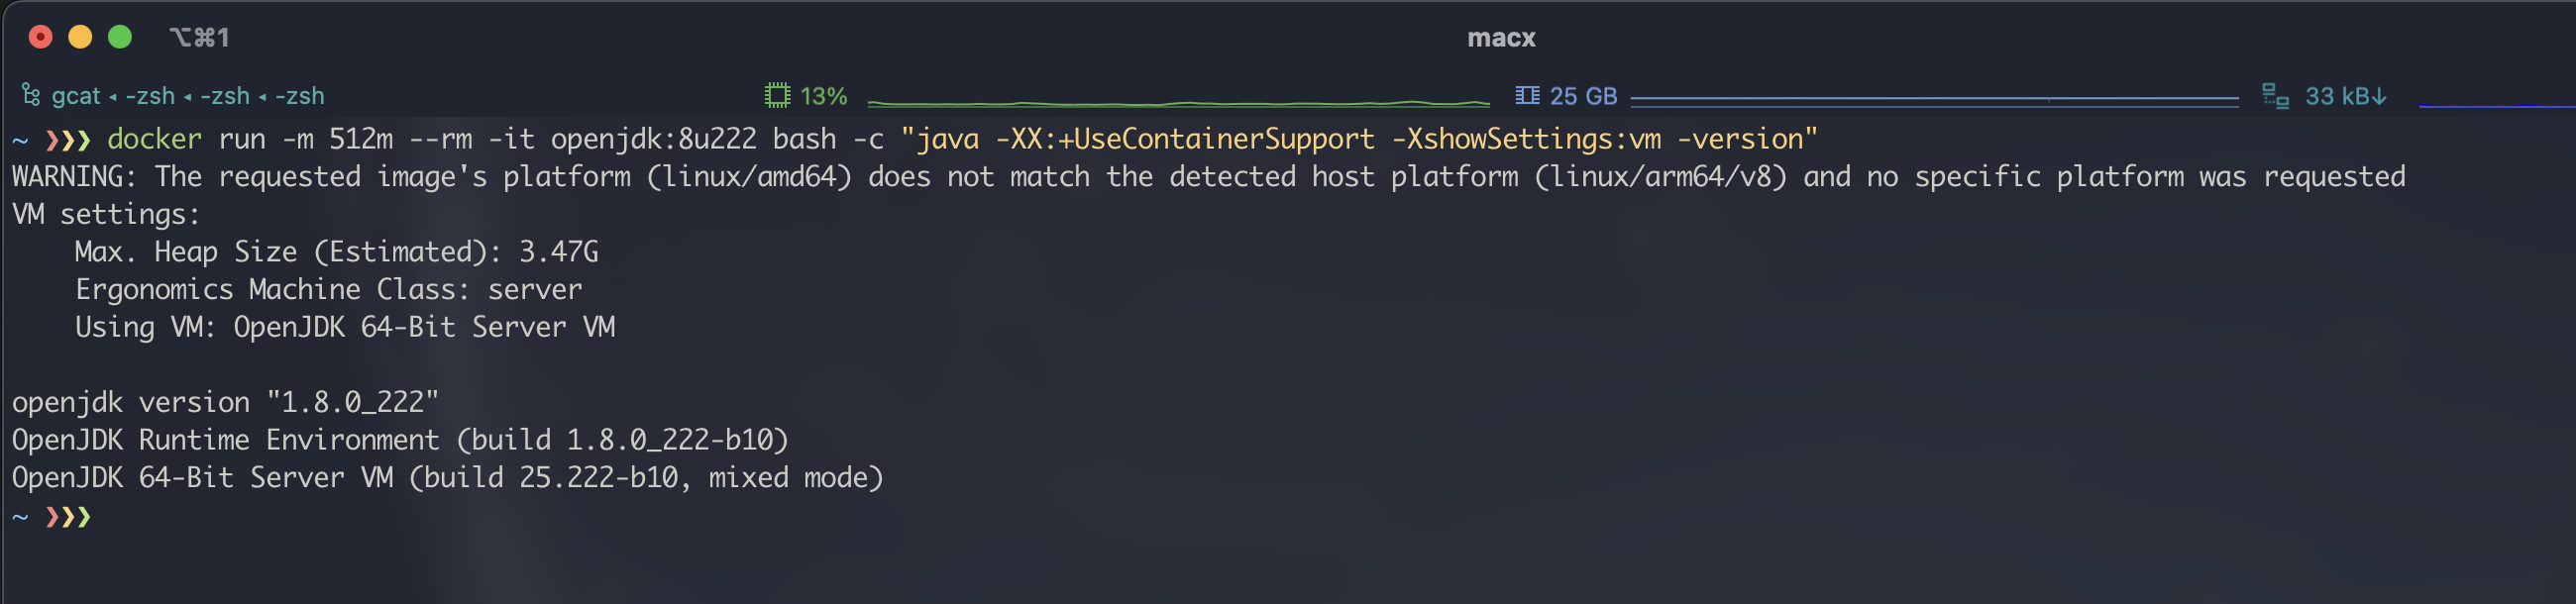 ⌥⌘1
macx
gcat ◂ -zsh ◂ -zsh ◂ -zsh 13% 25 GB 33 kB↓
~ ❯❯❯ docker run -m 512m --rm -it openjdk:8u222 bash -c "java -XX:+UseContainerSupport -XshowSettings:vm -version"
WARNING: The requested image's platform (linux/amd64) does not match the detected host platform (linux/arm64/v8) and no specific platform was requested
VM settings:
    Max. Heap Size (Estimated): 3.47G
    Ergonomics Machine Class: server
    Using VM: OpenJDK 64-Bit Server VM

openjdk version "1.8.0_222"
OpenJDK Runtime Environment (build 1.8.0_222-b10)
OpenJDK 64-Bit Server VM (build 25.222-b10, mixed mode)
~ ❯❯❯